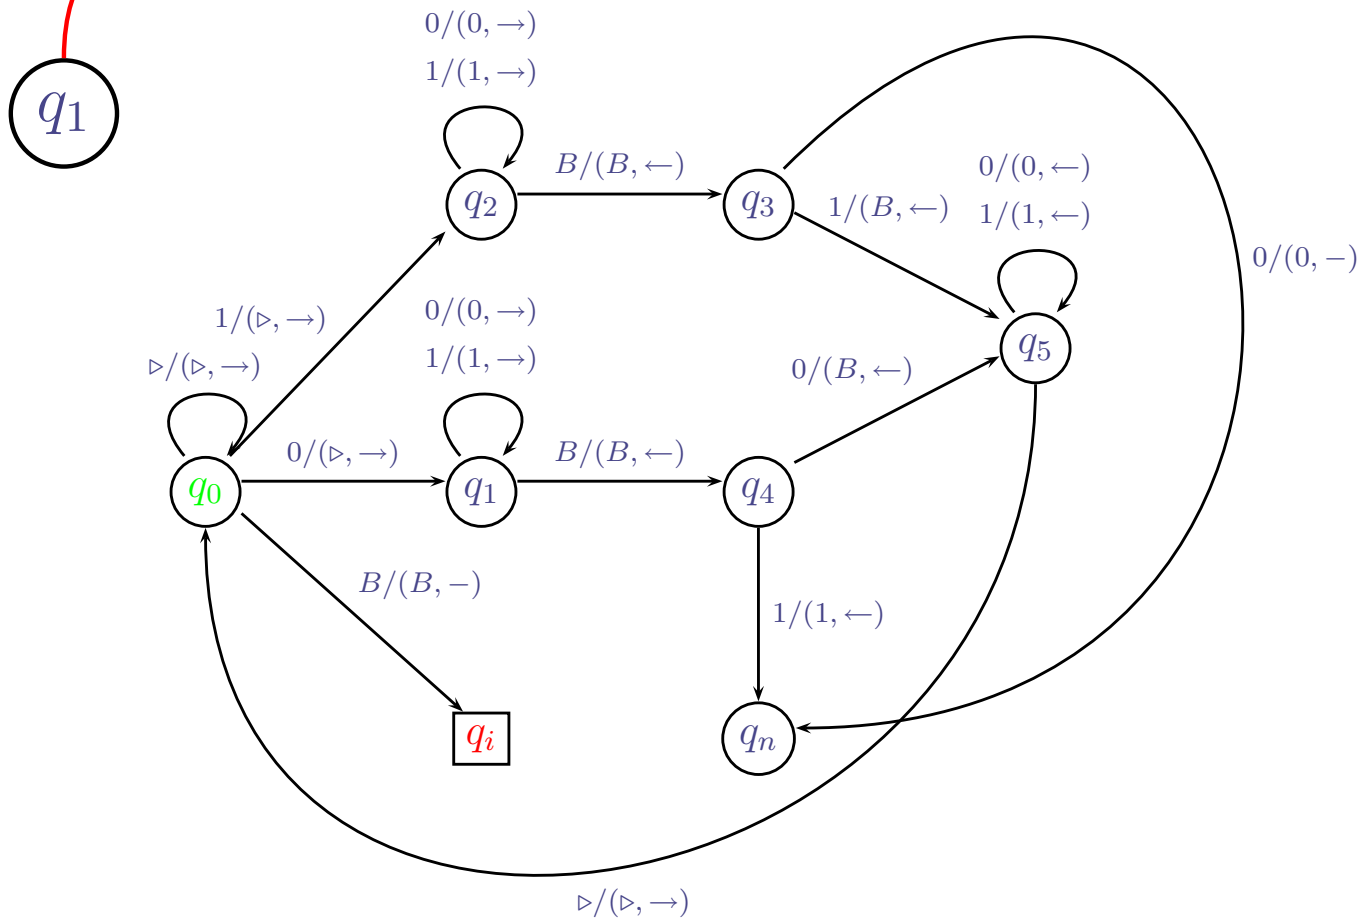 0/(0, →)
1/(1, →)
q₁
B/(B, ←)
0/(0, ←)
1/(1, ←)
q₂
q₃
1/(B, ←)
0/(0, −)
1/(▹, →)
0/(0, →)
1/(1, →)
▹/(▹, →)
0/(B, ←)
q₅
0/(▹, →)
B/(B, ←)
q₀
q₁
q₄
B/(B, −)
1/(1, ←)
qᵢ
qₙ
▹/(▹, →)